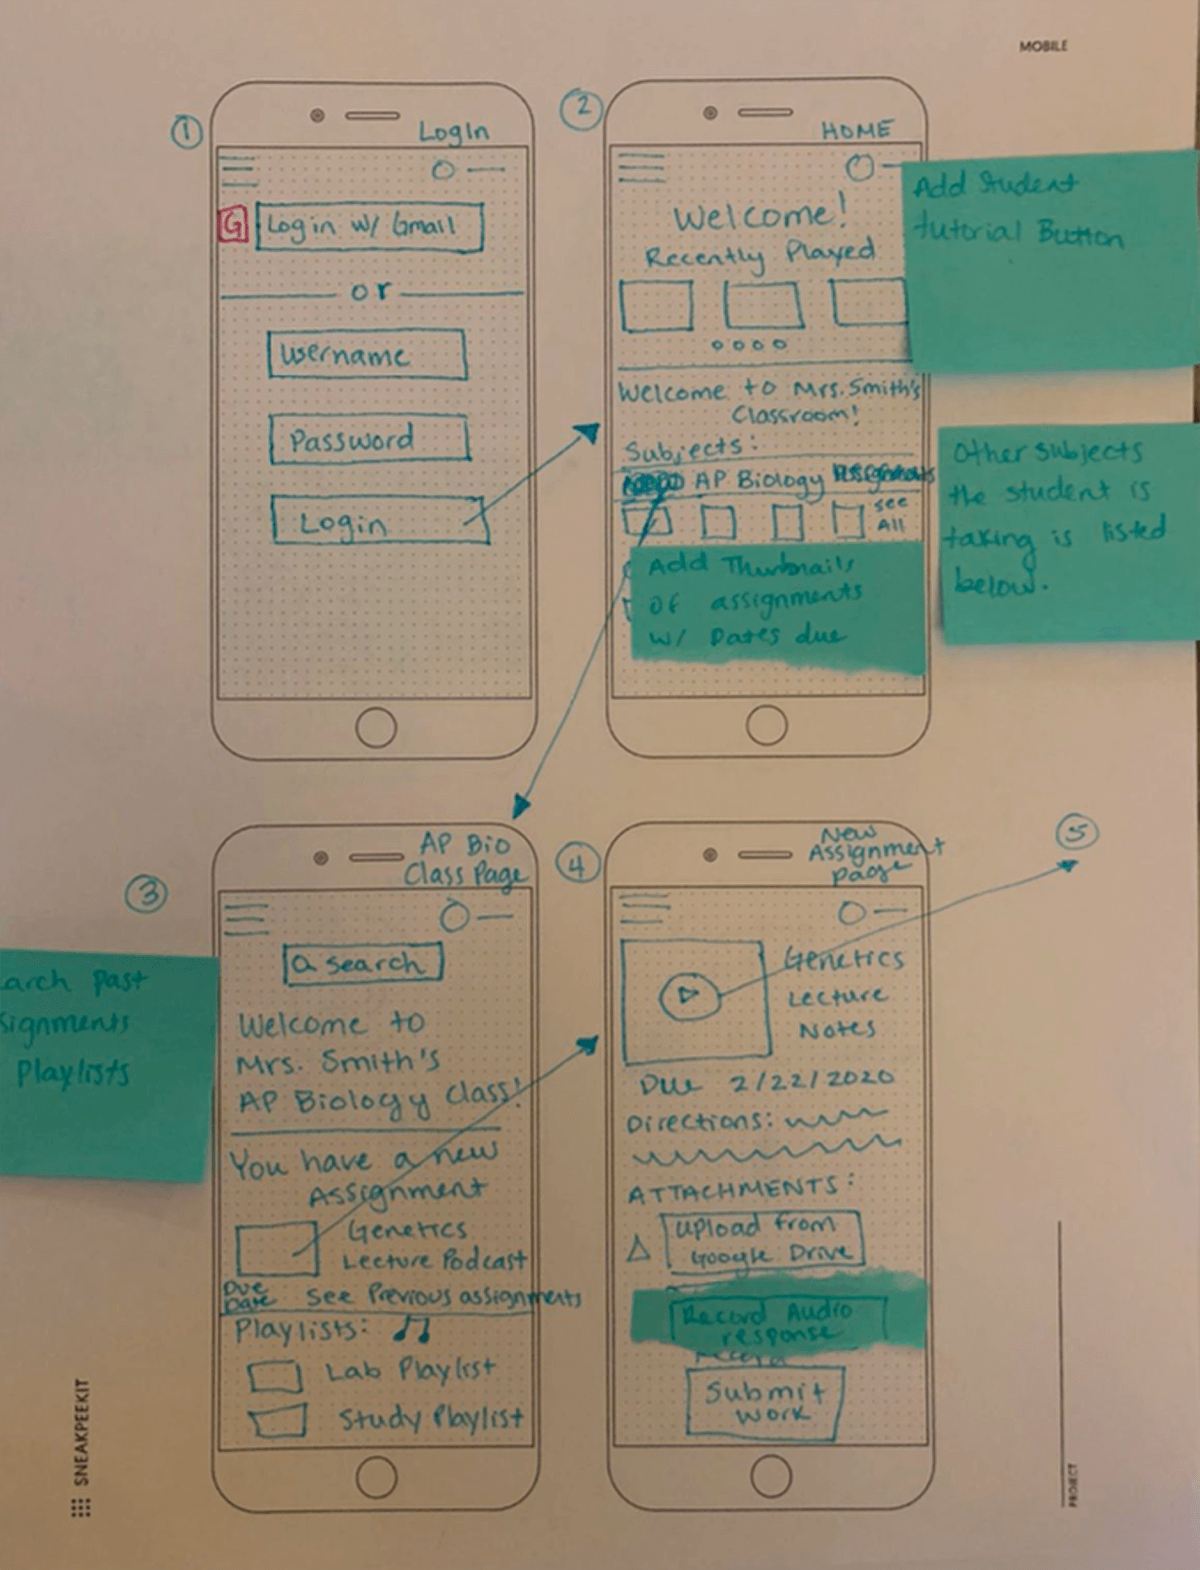 MOBILE
1
LogIn
G
Login w/ Gmail
or
Username
Password
Login
2
HOME
Welcome!
Recently Played
Welcome to Mrs. Smith's
Classroom!
Subjects:
AP Biology
see
All
Add Thumbnails
of assignments
w/ Dates due
Add Student
tutorial Button
Other subjects
the student is
taking is listed
below.
3
AP Bio
Class Page
search
Welcome to
Mrs. Smith's
AP Biology Class!
You have a new
Assignment
Genetics
Lecture Podcast
Due
Date
See Previous assignments
Playlists:
Lab Playlist
Study Playlist
arch past
signments
Playlists
4
New
Assignment
page
Genetics
Lecture
Notes
Due 2/22/2020
Directions:
ATTACHMENTS:
upload from
Google Drive
Record Audio
response
Submit
Work
5
SNEAKPEEKIT
PROJECT